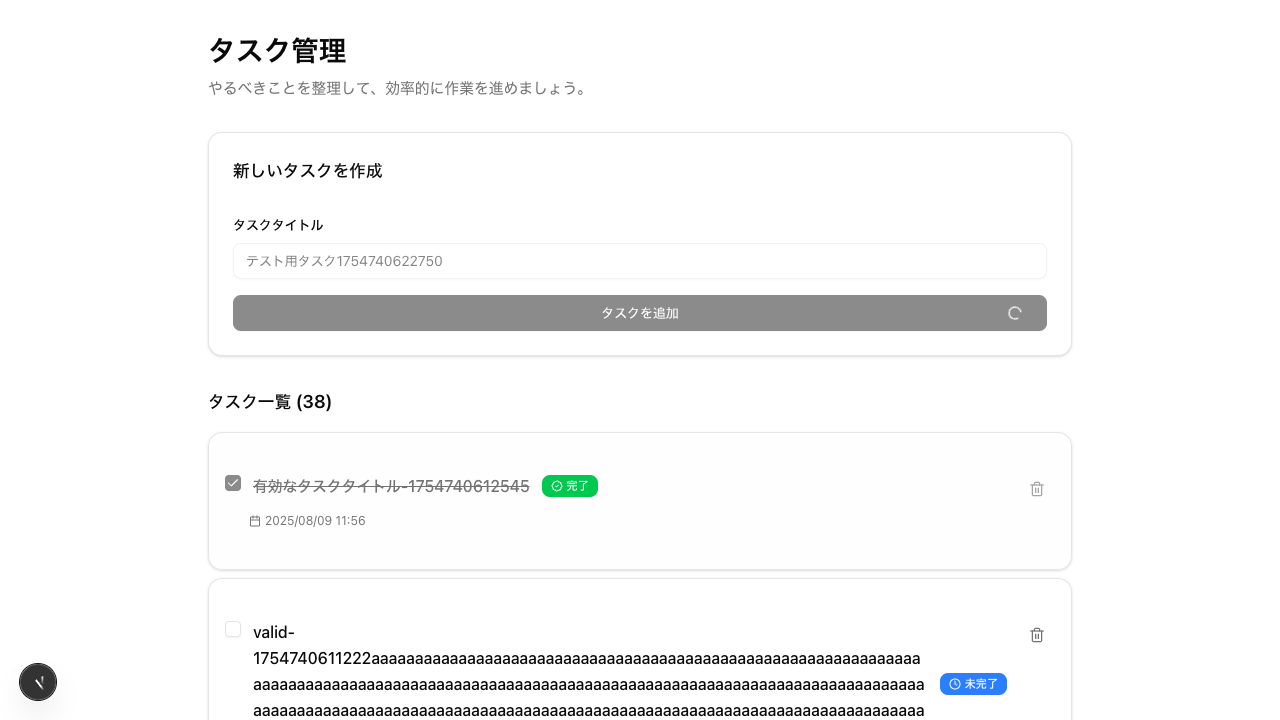 タスク管理
やるべきことを整理して、効率的に作業を進めましょう。
新しいタスクを作成
タスクタイトル
テスト用タスク1754740622750
タスクを追加
タスク一覧 (38)
有効なタスクタイトル-1754740612545 完了
2025/08/09 11:56
valid-
1754740611222aaaaaaaaaaaaaaaaaaaaaaaaaaaaaaaaaaaaaaaaaaaaaaaaaaaaaaaaaaaaaa
aaaaaaaaaaaaaaaaaaaaaaaaaaaaaaaaaaaaaaaaaaaaaaaaaaaaaaaaaaaaaaaaaaaaaaaaaaaa 未完了
aaaaaaaaaaaaaaaaaaaaaaaaaaaaaaaaaaaaaaaaaaaaaaaaaaaaaaaaaaaaaaaaaaaaaaaaaaaa